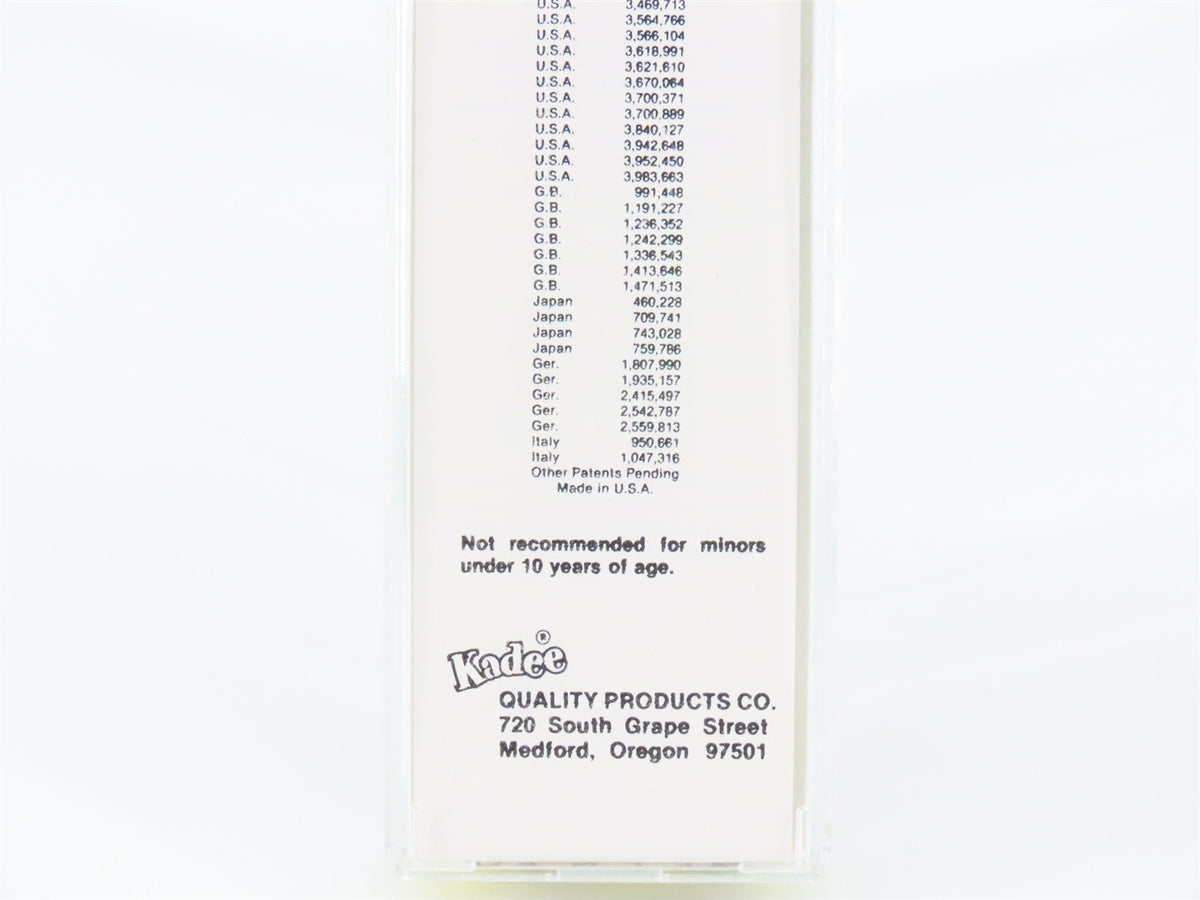 U.S.A. 3,469,713
U.S.A. 3,564,766
U.S.A. 3,566,104
U.S.A. 3,618,991
U.S.A. 3,621,610
U.S.A. 3,670,064
U.S.A. 3,700,371
U.S.A. 3,700,889
U.S.A. 3,840,127
U.S.A. 3,942,648
U.S.A. 3,952,450
U.S.A. 3,983,663
G.B. 991,448
G.B. 1,191,227
G.B. 1,236,352
G.B. 1,242,299
G.B. 1,336,543
G.B. 1,413,646
G.B. 1,471,513
Japan 460,228
Japan 709,741
Japan 743,028
Japan 759,786
Ger. 1,807,990
Ger. 1,935,157
Ger. 2,415,497
Ger. 2,542,787
Ger. 2,559,813
Italy 950,661
Italy 1,047,316
Other Patents Pending
Made in U.S.A.
Not recommended for minors
under 10 years of age.
Kadee ®
QUALITY PRODUCTS CO.
720 South Grape Street
Medford, Oregon 97501